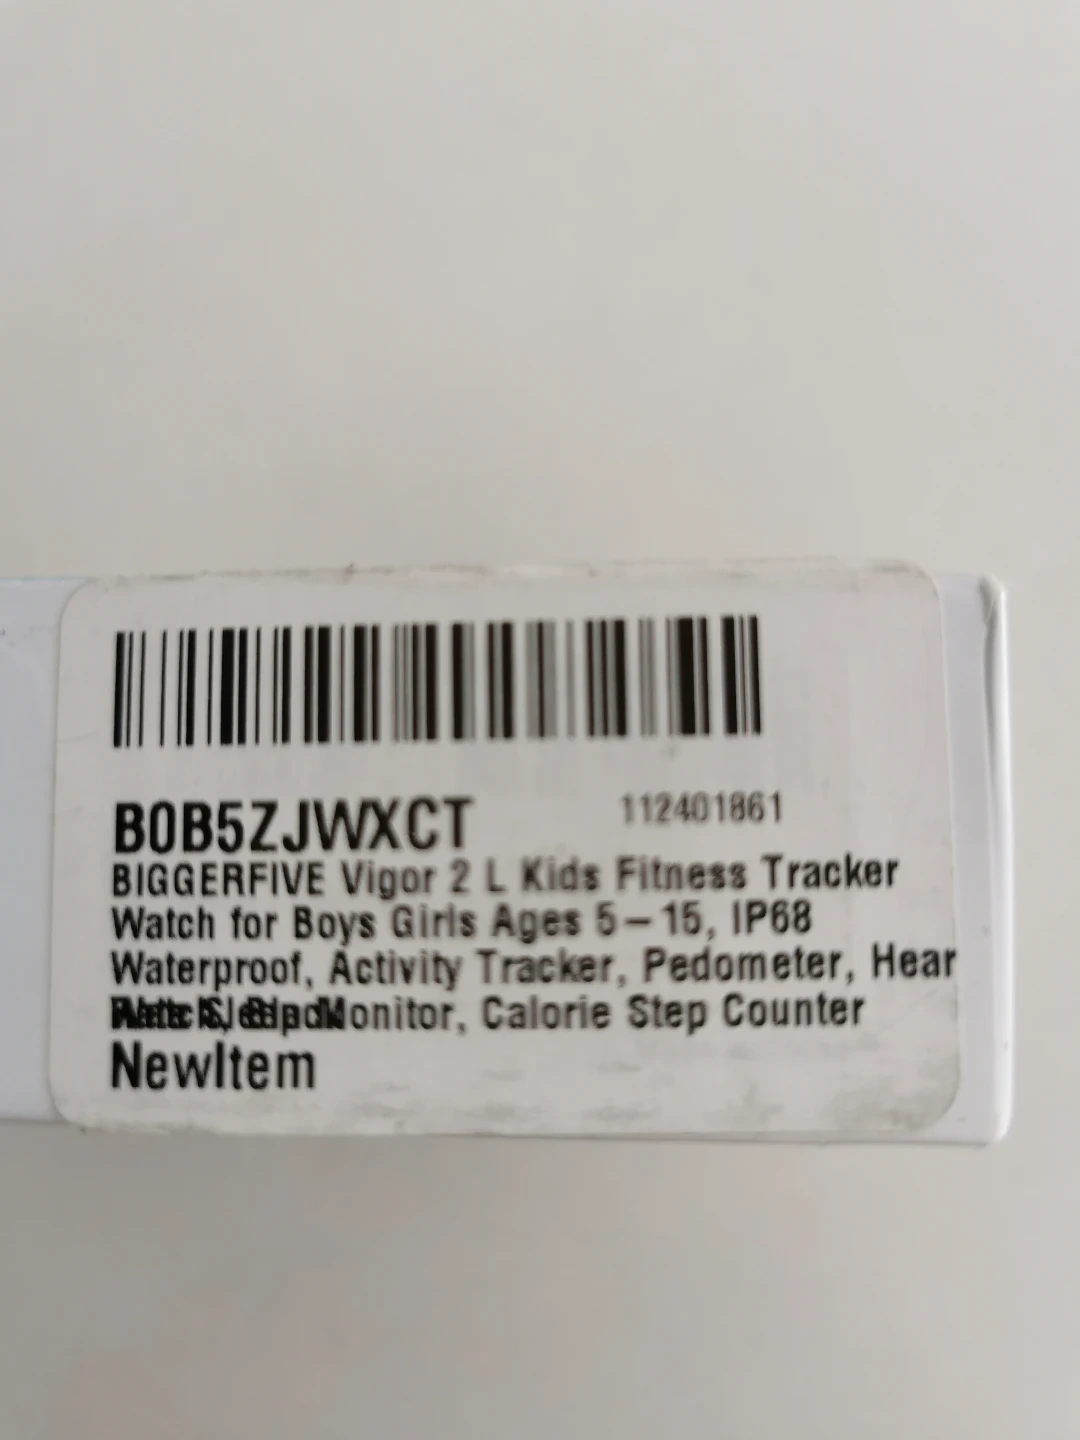 B0B5ZJWXCT 112401861
BIGGERFIVE Vigor 2 L Kids Fitness Tracker
Watch for Boys Girls Ages 5–15, IP68
Waterproof, Activity Tracker, Pedometer, Hear
Monitor, Calorie Step Counter
NewItem